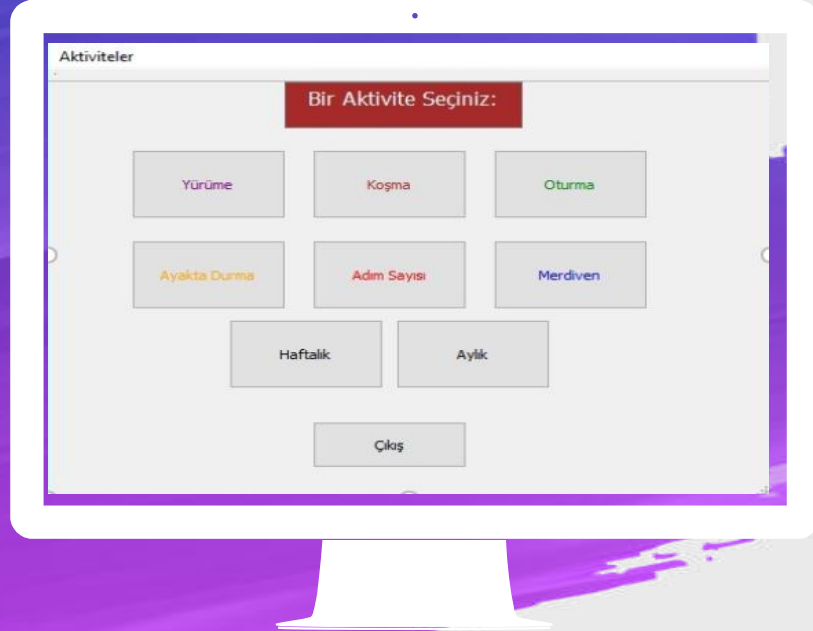 Aktiviteler
Bir Aktivite Seçiniz:
Yürüme
Koşma
Oturma
Ayakta Durma
Adım Sayısı
Merdiven
Haftalık
Aylık
Çıkış